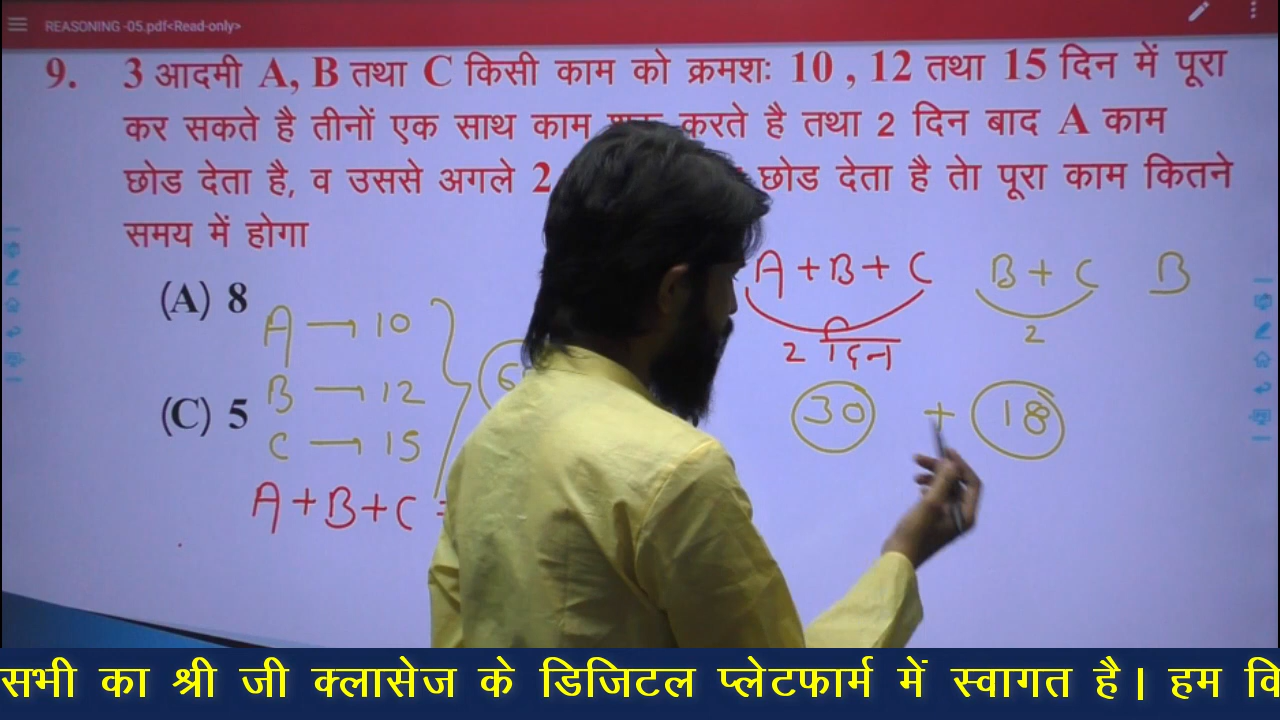 REASONING -05.pdf<Read-only>
9. 3 आदमी A, B तथा C किसी काम को क्रमशः 10 , 12 तथा 15 दिन में पूरा
कर सकते है तीनों एक साथ काम करते है तथा 2 दिन बाद A काम
छोड देता है, व उससे अगले 2 छोड देता है तेा पूरा काम कितने
समय में होगा
(A) 8
(C) 5
A → 10
B → 12
C → 15
A+B+C =
A+B+C
2 दिन
B+C
2
B
30 + 18
सभी का श्री जी क्लासेज के डिजिटल प्लेटफार्म में स्वागत है| हम वि